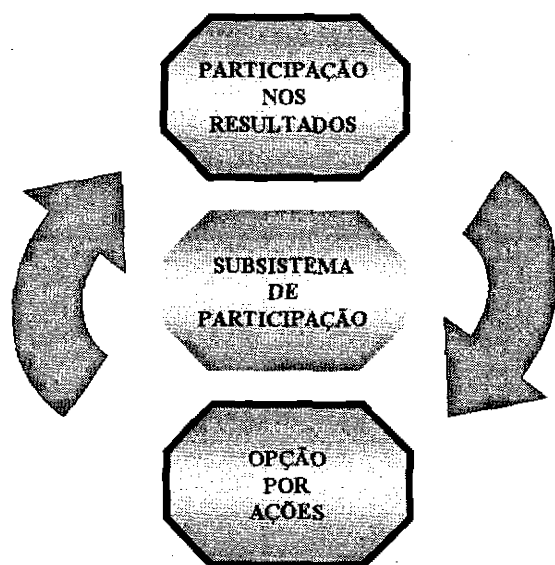 PARTICIPAÇÃO
NOS
RESULTADOS
SUBSISTEMA
DE
PARTICIPAÇÃO
OPÇÃO
POR
AÇÕES